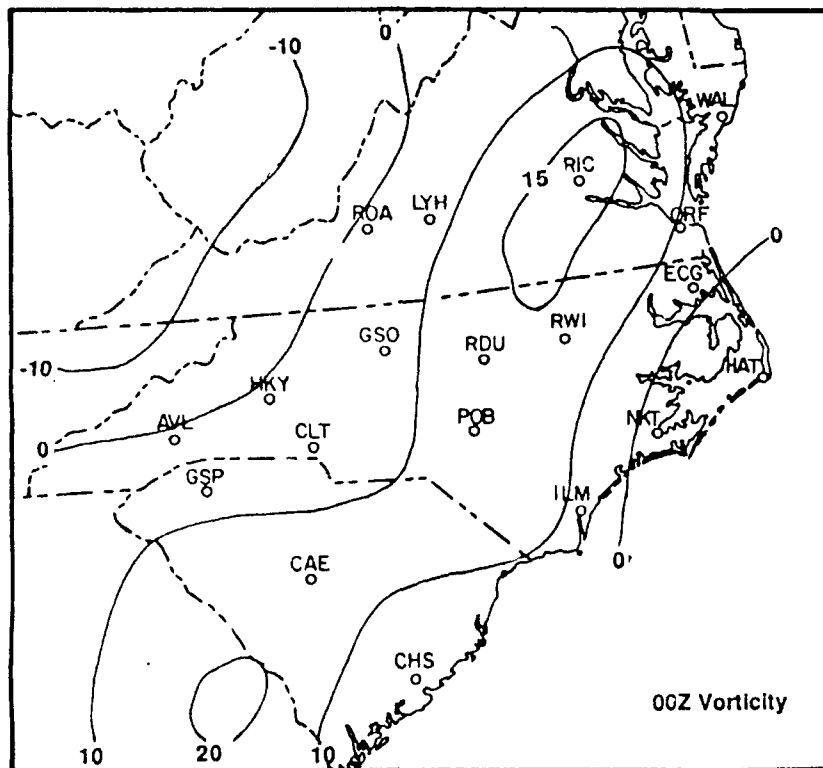 -10
0
WAL
15
RIC
ROA
LYH
ORF
0
ECG
GSO
RDU
RWI
-10
HKY
HAT
AVL
CLT
POB
NKT
0
GSP
ILM
CAE
0
CHS
00Z Vorticity
10
20
10